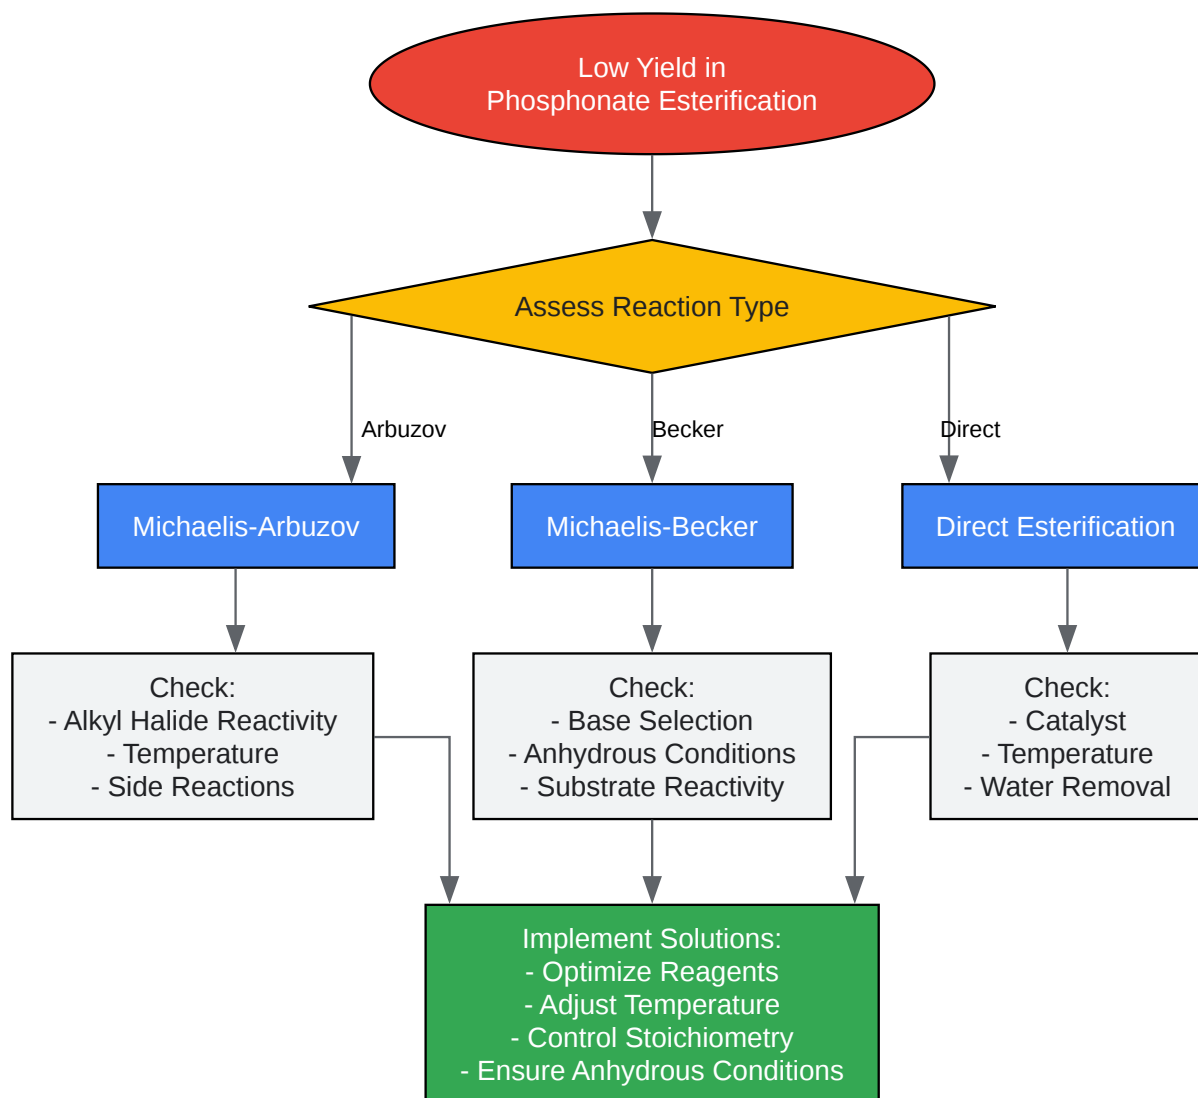 Low Yield in
Phosphonate Esterification
Assess Reaction Type
Arbuzov
Becker
Direct
Michaelis-Arbuzov
Michaelis-Becker
Direct Esterification
Check:
- Alkyl Halide Reactivity
- Temperature
- Side Reactions
Check:
- Base Selection
- Anhydrous Conditions
- Substrate Reactivity
Check:
- Catalyst
- Temperature
- Water Removal
Implement Solutions:
- Optimize Reagents
- Adjust Temperature
- Control Stoichiometry
- Ensure Anhydrous Conditions